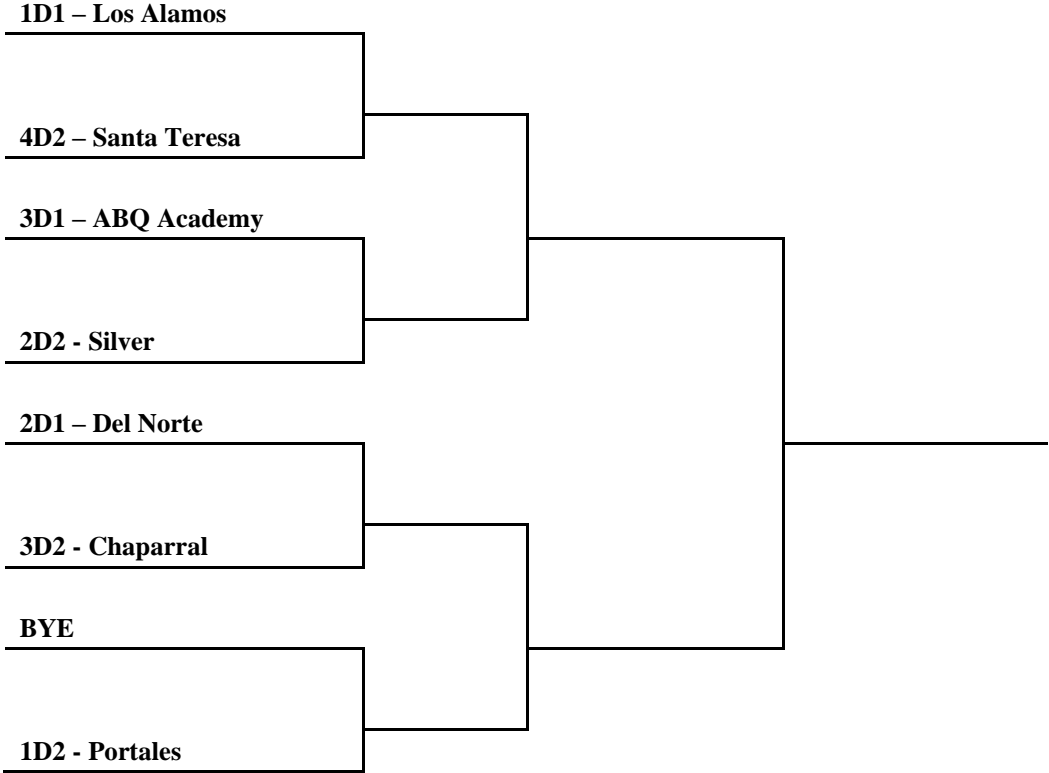 1D1 – Los Alamos
4D2 – Santa Teresa
3D1 – ABQ Academy
2D2 - Silver
2D1 – Del Norte
3D2 - Chaparral
BYE
1D2 - Portales